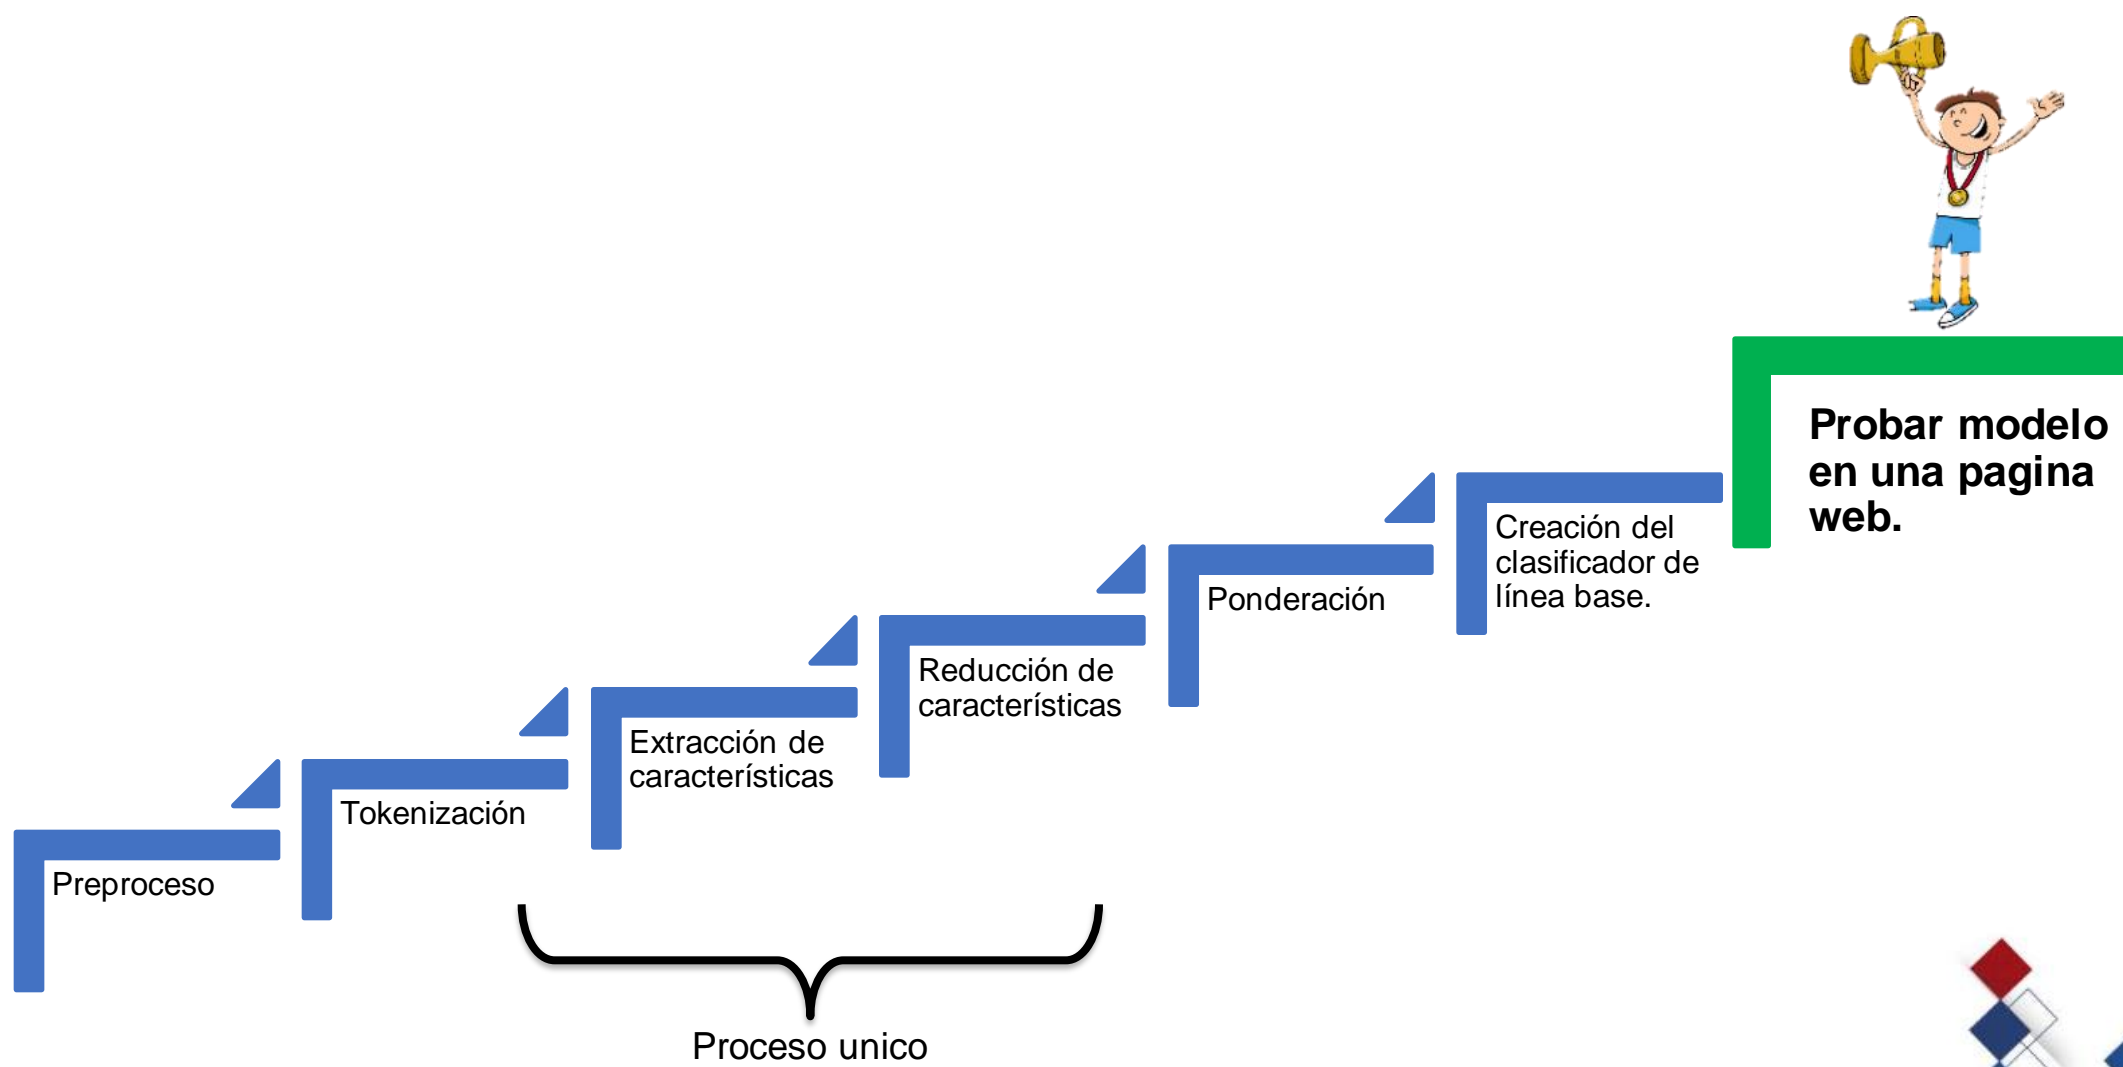 Preproceso
Tokenización
Extracción de
características
Reducción de
características
Ponderación
Creación del
clasificador de
línea base.
Probar modelo
en una pagina
web.
Proceso unico